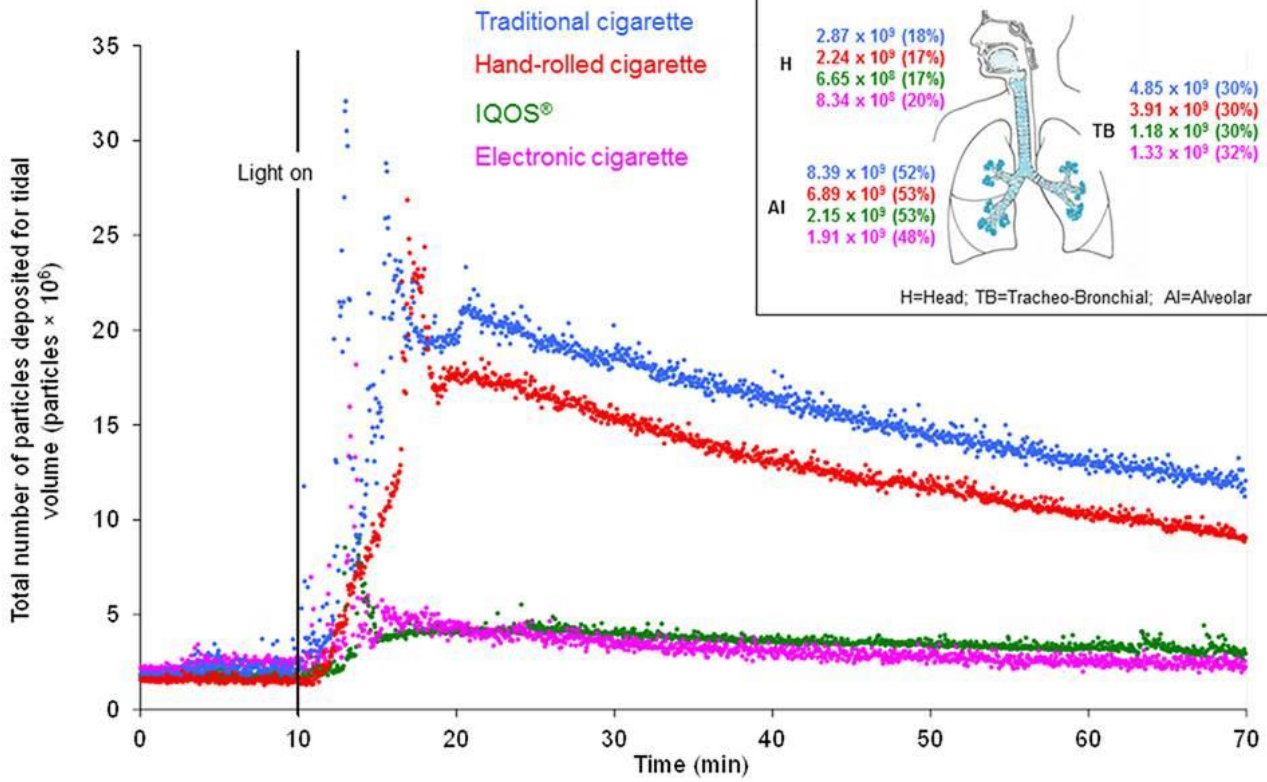 Traditional cigarette
Hand-rolled cigarette
IQOS®
Electronic cigarette
Light on
H
2.87 x 10⁹ (18%)
2.24 x 10⁹ (17%)
6.65 x 10⁸ (17%)
8.34 x 10⁸ (20%)
TB
4.85 x 10⁹ (30%)
3.91 x 10⁹ (30%)
1.18 x 10⁹ (30%)
1.33 x 10⁹ (32%)
AI
8.39 x 10⁹ (52%)
6.89 x 10⁹ (53%)
2.15 x 10⁹ (53%)
1.91 x 10⁹ (48%)
H=Head; TB=Tracheo-Bronchial; AI=Alveolar
Total number of particles deposited for tidal
volume (particles × 10⁶)
35
30
25
20
15
10
5
0
0 10 20 30 40 50 60 70
Time (min)